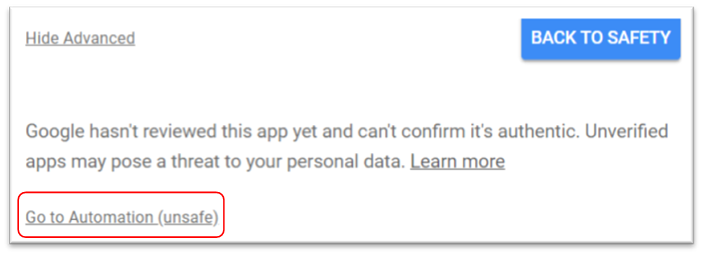 Hide Advanced
BACK TO SAFETY
Google hasn't reviewed this app yet and can't confirm it's authentic. Unverified
apps may pose a threat to your personal data. Learn more
Go to Automation (unsafe)